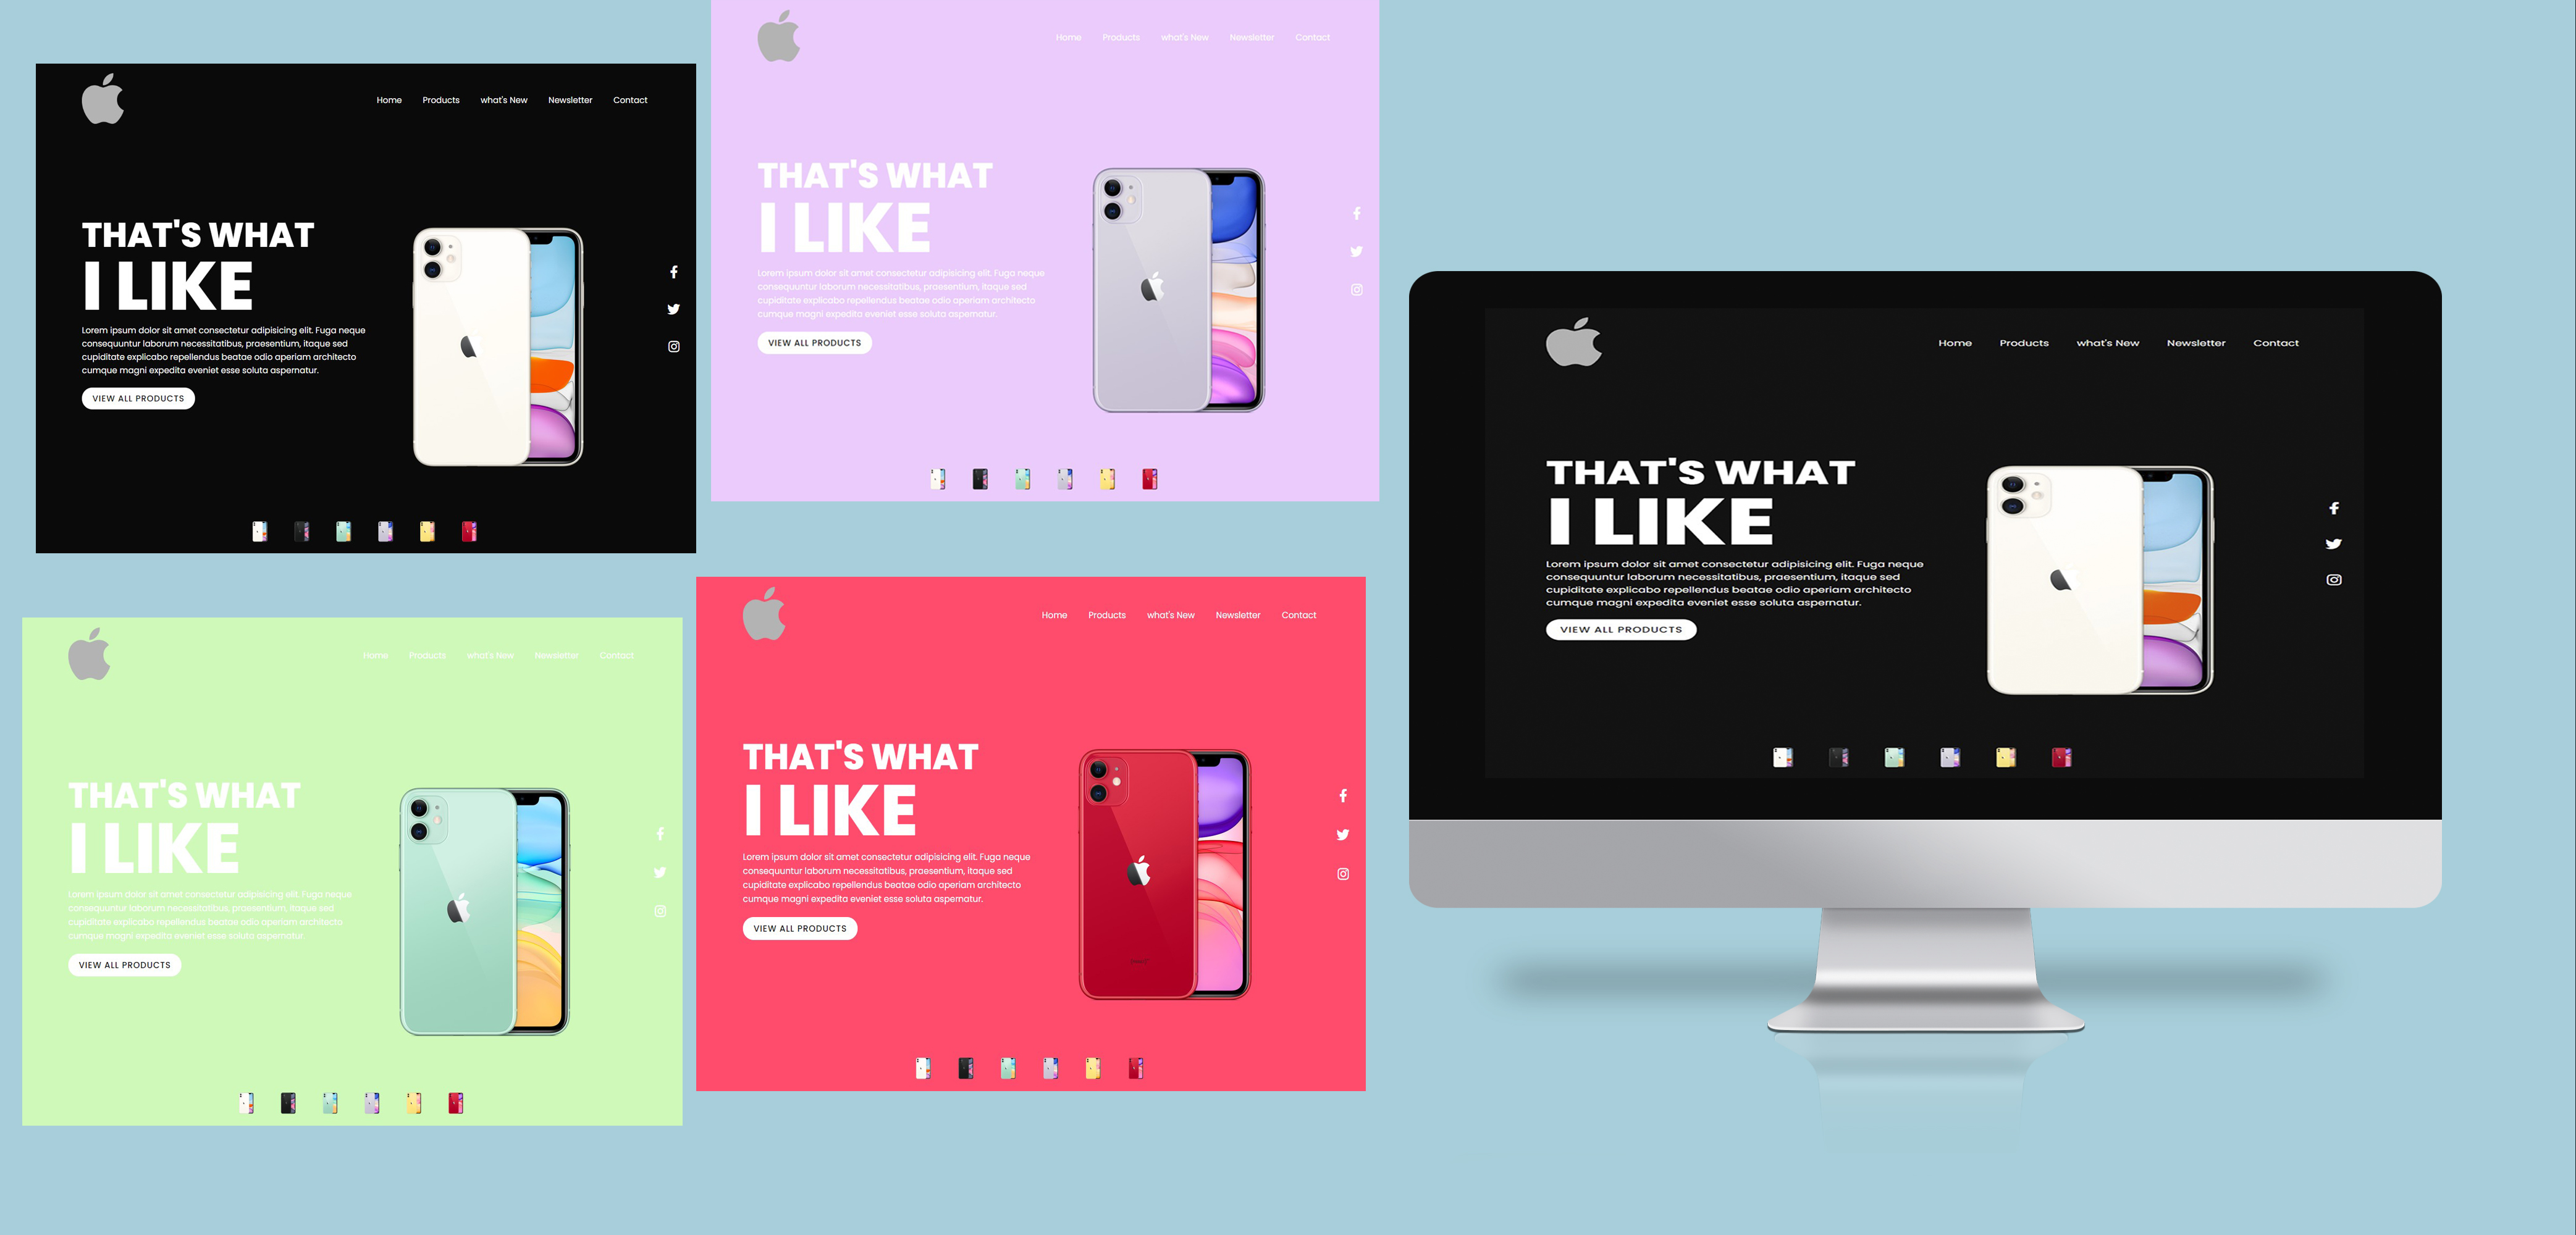 Home Products what's New Newsletter Contact
THAT'S WHAT
I LIKE
Lorem ipsum dolor sit amet consectetur adipisicing elit. Fuga neque
consequuntur laborum necessitatibus, praesentium, itaque sed
cupiditate explicabo repellendus beatae odio aperiam architecto
cumque magni expedita eveniet esse soluta aspernatur.
VIEW ALL PRODUCTS
Home Products what's New Newsletter Contact
THAT'S WHAT
I LIKE
Lorem ipsum dolor sit amet consectetur adipisicing elit. Fuga neque
consequuntur laborum necessitatibus, praesentium, itaque sed
cupiditate explicabo repellendus beatae odio aperiam architecto
cumque magni expedita eveniet esse soluta aspernatur.
VIEW ALL PRODUCTS
Home Products what's New Newsletter Contact
THAT'S WHAT
I LIKE
Lorem ipsum dolor sit amet consectetur adipisicing elit. Fuga neque
consequuntur laborum necessitatibus, praesentium, itaque sed
cupiditate explicabo repellendus beatae odio aperiam architecto
cumque magni expedita eveniet esse soluta aspernatur.
VIEW ALL PRODUCTS
Home Products what's New Newsletter Contact
THAT'S WHAT
I LIKE
Lorem ipsum dolor sit amet consectetur adipisicing elit. Fuga neque
consequuntur laborum necessitatibus, praesentium, itaque sed
cupiditate explicabo repellendus beatae odio aperiam architecto
cumque magni expedita eveniet esse soluta aspernatur.
VIEW ALL PRODUCTS
Home Products what's New Newsletter Contact
THAT'S WHAT
I LIKE
Lorem ipsum dolor sit amet consectetur adipisicing elit. Fuga neque
consequuntur laborum necessitatibus, praesentium, itaque sed
cupiditate explicabo repellendus beatae odio aperiam architecto
cumque magni expedita eveniet esse soluta aspernatur.
VIEW ALL PRODUCTS